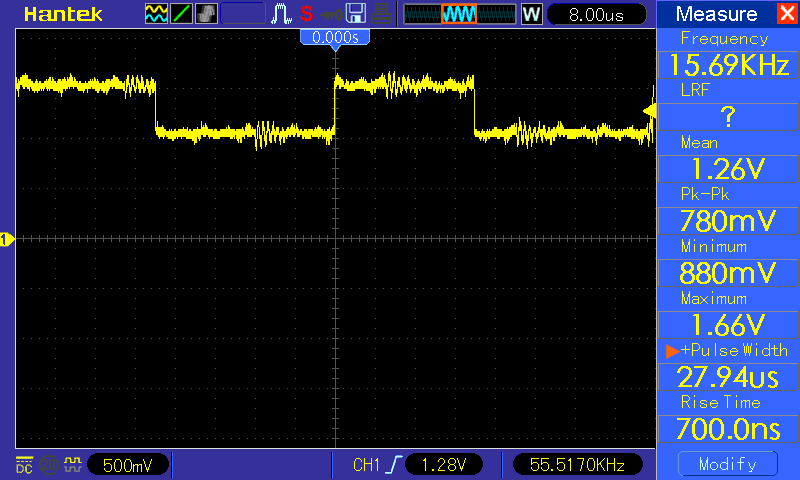 Hantek S W 8.00us Measure X
0.000s
Frequency
15.69KHz
LRF
?
Mean
1.26V
Pk-Pk
780mV
Minimum
880mV
Maximum
1.66V
+Pulse Width
27.94us
Rise Time
700.0ns
1
DC 500mV CH1 1.28V 55.5170KHz Modify